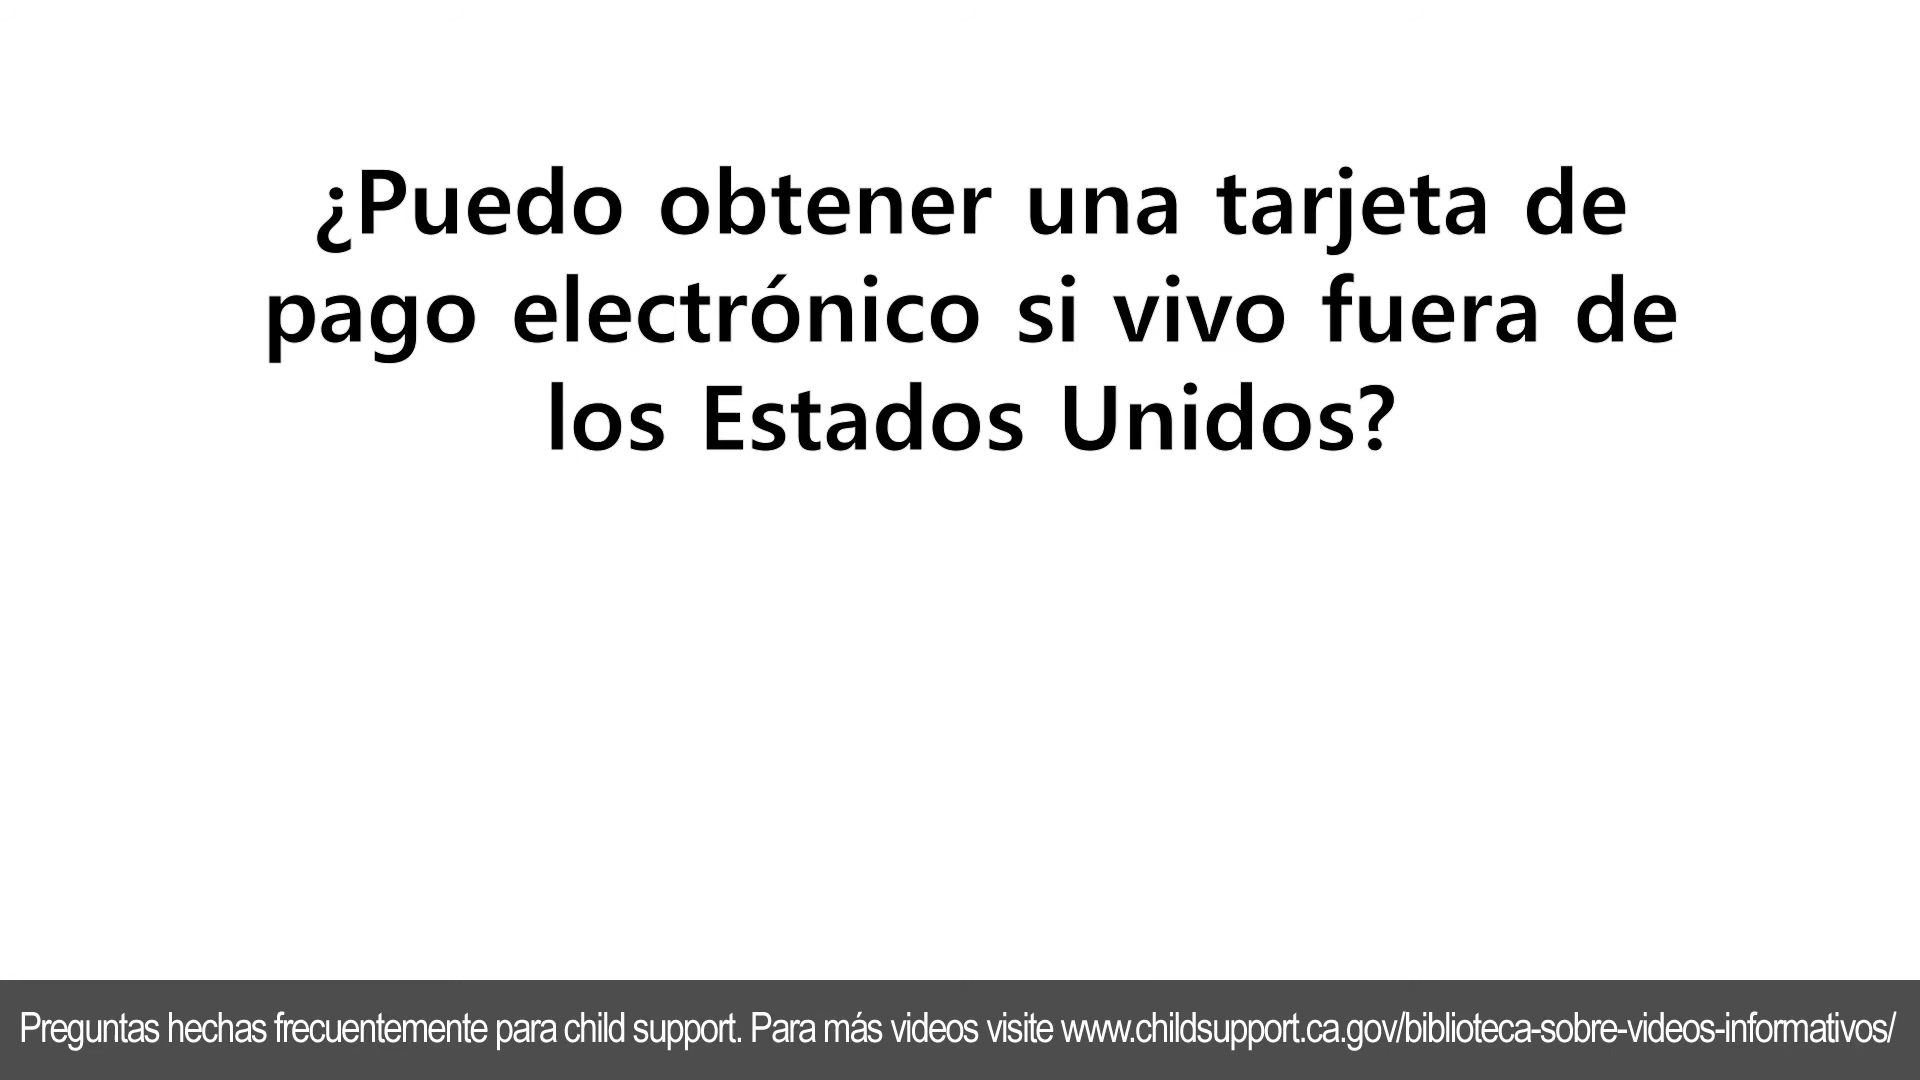 ¿Puedo obtener una tarjeta de
pago electrónico si vivo fuera de
los Estados Unidos?
Preguntas hechas frecuentemente para child support. Para más videos visite www.childsupport.ca.gov/biblioteca-sobre-videos-informativos/